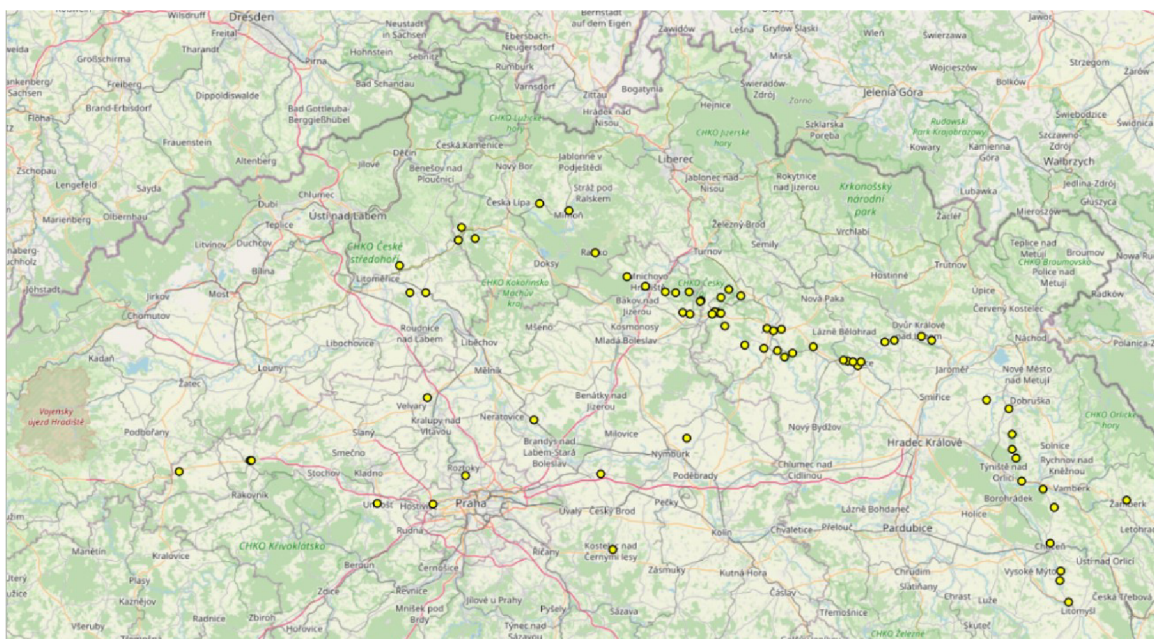 Dresden
Wilsdruff
Freital
Tharandt
Großschirma
Freiberg
Brand-Erbisdorf
Dippoldiswalde
Pirna
Bad Schandau
Bad Gottleuba-
Berggießhübel
Frauenstein
Altenberg
Flöha
Zschopau
Lengefeld
Sayda
Marienberg
Olbernhau
Neustadt
in Sachsen
Sebnitz
Hohnstein
Ebersbach-
Neugersdorf
Rumburk
Varnsdorf
Bernstadt
auf dem Eigen
Zittau
Bogatynia
Hrádek nad
Nisou
Zawidów
Leśna
Gryfów Śląski
Mirsk
Świeradów
Zdrój
Wleń
Świerzawa
Wojcieszów
Bolków
Jawor
Strzegom
Żarów
Jelenia Góra
Szklarska
Poręba
Kowary
Rudawski
Park Krajobrazowy
Kamienna
Góra
Szczawno-
Zdrój
Świebodzice
Świdnica
Wałbrzych
Jedlina-Zdrój
Głuszyca
Mieroszów
Lubawka
Hejnice
CHKO Jizerské
hory
CHKO Lužické
hory
Děčín
Česká Kamenice
Jílové
Benešov nad
Ploučnicí
Nový Bor
Jablonné v
Podještědí
Liberec
Jablonec nad
Nisou
Rokytnice
nad Jizerou
Krkonošský
národní
park
Vrchlabí
Žacléř
Trutnov
Teplice nad
Metují
Broumov
CHKO Broumovsko
Police nad
Metují
Radków
Chlumec
Ústí nad Labem
Teplice
Dubí
Litvínov
Duchcov
Bílina
Most
Jirkov
Chomutov
Kadaň
Žatec
Louny
Libochovice
CHKO České
středohoří
Litoměřice
Česká Lípa
Mimoň
Stráž pod
Ralskem
Doksy
CHKO Kokořínsko
Máchův
kraj
Železný Brod
Semily
Turnov
Hostinné
Úpice
Červený Kostelec
Nová Paka
Bakov nad
Jizerou
Kosmonosy
Mladá Boleslav
Lázně Bělohrad
Dvůr Králové
nad Labem
Náchod
Nové Město
nad Metují
Jaroměř
Dobruška
Smiřice
CHKO Orlické
Roudnice
nad Labem
Liběchov
Mšeno
Mělník
Benátky nad
Jizerou
Vojenský
újezd Hradiště
Podbořany
Velvary
Slaný
Kralupy nad
Vltavou
Neratovice
Brandýs nad
Labem-Stará
Boleslav
Milovice
Nymburk
Poděbrady
Nový Bydžov
Chlumec nad
Cidlinou
Hradec Králové
Solnice
Rychnov nad
Kněžnou
Týniště nad
Orlicí
Vamberk
Borohrádek
Žamberk
Letohrad
Smečno
Stochov
Kladno
Roztoky
Praha
Rakovník
Rudná
Úvaly
Český Brod
Pečky
Kolín
Lázně Bohdaneč
Holice
Pardubice
Přelouč
Chvaletice
Kralovice
CHKO Křivoklátsko
Beroun
Černošice
Říčany
Kostelec nad
Černými lesy
Zásmuky
Kutná Hora
Čáslav
Chrudim
Slatiňany
Vysoké Mýto
Ústí nad Orlicí
Česká Třebová
Litomyšl
Manětín
Plasy
Kaznějov
Všeruby
Třemošná
Radnice
Zbiroh
Zdice
Hořovice
Řevnice
Mníšek pod
Brdy
Jílové u Prahy
Pyšely
Týnec nad
Sázavou
Sázava
Třemošnice
Chrast
Luže
Skuteč
CHKO Železné